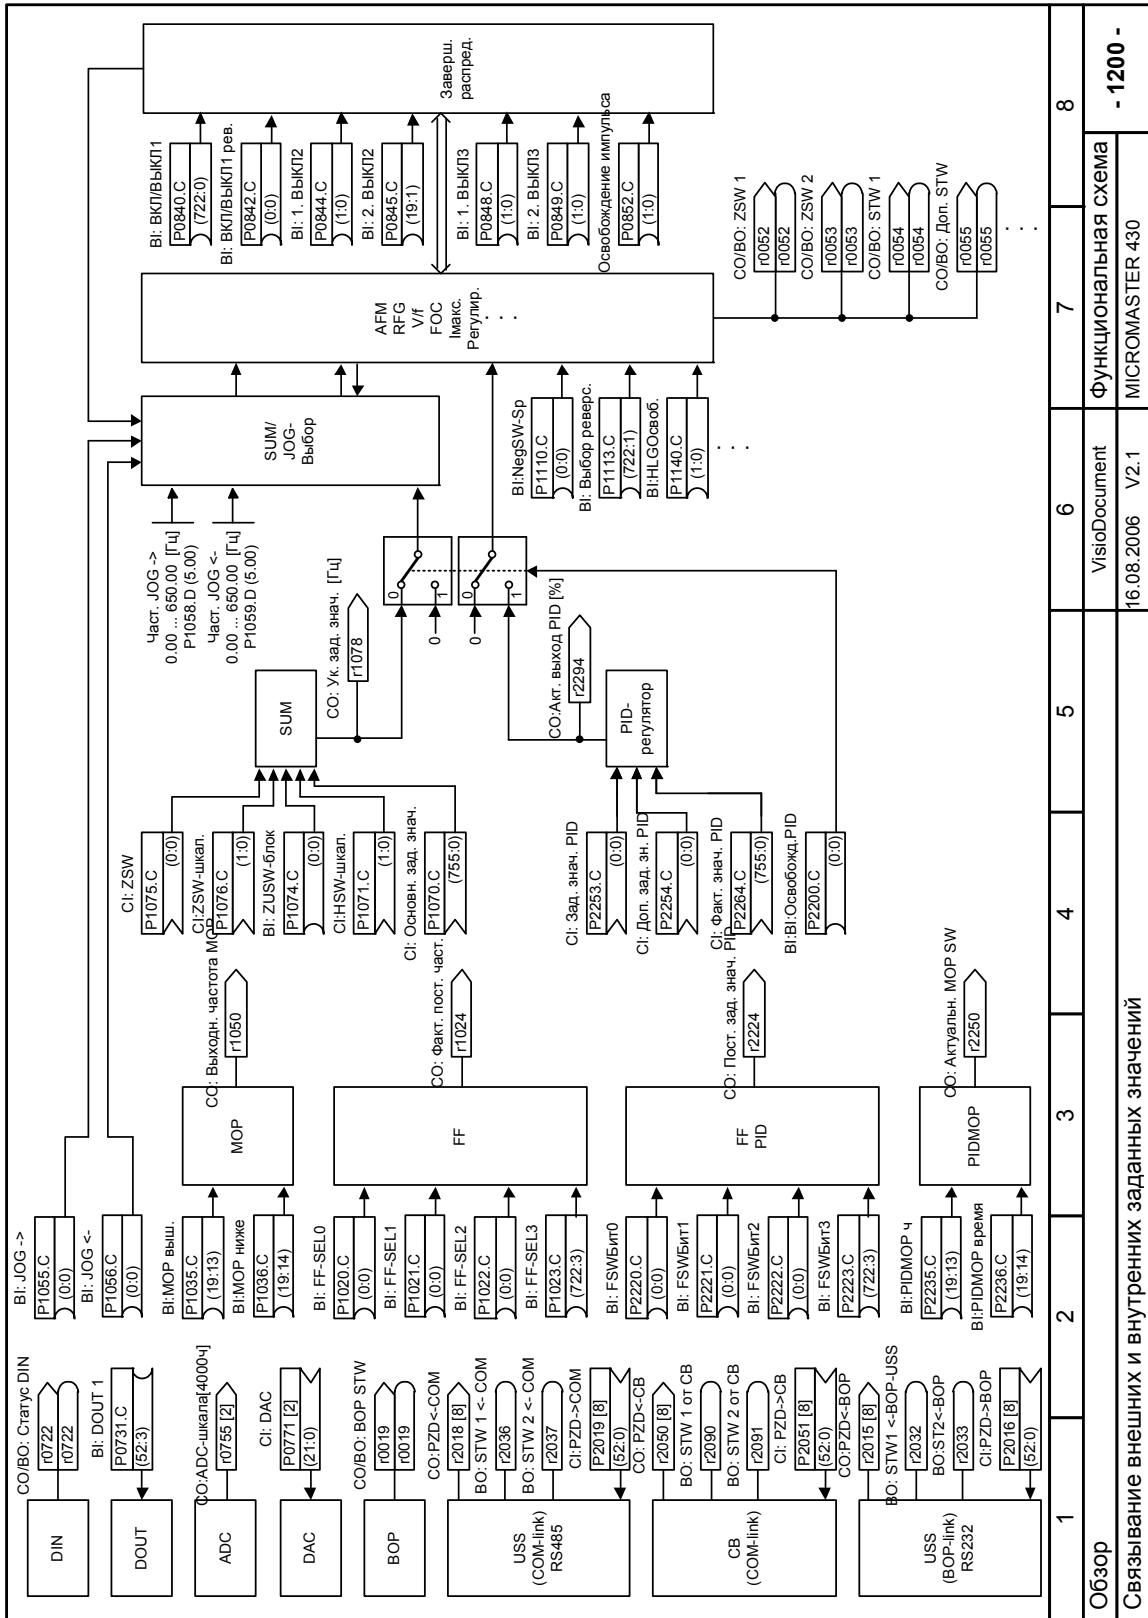 DIN
DOUT
ADC
DAC
BOP
USS
(COM-link)
RS485
CB
(COM-link)
USS
(BOP-link)
RS232
CO/BO: Статус DIN
r0722
r0722
BI: DOUT 1
P0731.C
(52:3)
CO:ADC-шкала[4000ч]
r0755 [2]
CI: DAC
P0771 [2]
(21:0)
CO/BO: BOP STW
r0019
r0019
CO:PZD<-COM
r2018 [8]
BO: STW 1 <- COM
r2036
BO: STW 2 <- COM
r2037
CI:PZD->COM
P2019 [8]
(52:0)
CO: PZD<-CB
r2050 [8]
BO: STW 1 от CB
r2090
BO: STW 2 от CB
r2091
CI: PZD->CB
P2051 [8]
(52:0)
CO:PZD<-BOP
r2015 [8]
BO: STW1 <-BOP-USS
r2032
BO:ST2<-BOP
r2033
CI:PZD->BOP
P2016 [8]
(52:0)
BI: JOG ->
P1055.C
(0:0)
BI: JOG <-
P1056.C
(0:0)
BI:MOP выш.
P1035.C
(19:13)
BI:MOP ниже
P1036.C
(19:14)
BI: FF-SEL0
P1020.C
(0:0)
BI: FF-SEL1
P1021.C
(0:0)
BI: FF-SEL2
P1022.C
(0:0)
BI: FF-SEL3
P1023.C
(722:3)
BI: FSWБит0
P2220.C
(0:0)
BI: FSWБит1
P2221.C
(0:0)
BI: FSWБит2
P2222.C
(0:0)
BI: FSWБит3
P2223.C
(722:3)
BI:PIDMOP ч
P2235.C
(19:13)
BI:PIDMOP время
P2236.C
(19:14)
MOP
FF
FF
PID
PIDMOP
CO: Выходн. частота MOP
r1050
CO: Факт. пост. част.
r1024
CO: Пост. зад. знач. PID
r2224
CO: Актуальн. MOP SW
r2250
CI: ZSW
P1075.C
(0:0)
CI:ZSW-шкал.
P1076.C
(1:0)
BI: ZUSW-блок
P1074.C
(0:0)
CI:HSW-шкал.
P1071.C
(1:0)
CI: Основн. зад. знач.
P1070.C
(755:0)
CI: Зад. знач. PID
P2253.C
(0:0)
CI: Доп. зад. зн. PID
P2254.C
(0:0)
CI: Факт. знач. PID
P2264.C
(755:0)
BI:BI:Освобожд.PID
P2200.C
(0:0)
SUM
PID-
регулятор
CO: Ук. зад. знач. [Гц]
r1078
CO:Акт. выход PID [%]
r2294
0
1
0
0
1
0
Част. JOG ->
0.00 ... 650.00 [Гц]
P1058.D (5.00)
Част. JOG <-
0.00 ... 650.00 [Гц]
P1059.D (5.00)
SUM/
JOG-
Выбор
BI:NegSW-Sp
P1110.C
(0:0)
BI: Выбор реверс.
P1113.C
(722:1)
BI:HLGОсвоб.
P1140.C
(1:0)
. . .
AFM
RFG
V/f
FOC
Iмакс.
Регулир.
. . .
BI: ВКЛ/ВЫКЛ1
P0840.C
(722:0)
BI: ВКЛ/ВЫКЛ1 рев.
P0842.C
(0:0)
BI: 1. ВЫКЛ2
P0844.C
(1:0)
BI: 2. ВЫКЛ2
P0845.C
(19:1)
BI: 1. ВЫКЛ3
P0848.C
(1:0)
BI: 2. ВЫКЛ3
P0849.C
(1:0)
Освобождение импульса
P0852.C
(1:0)
CO/BO: ZSW 1
r0052
r0052
CO/BO: ZSW 2
r0053
r0053
CO/BO: STW 1
r0054
r0054
CO/BO: Доп. STW
r0055
r0055
. . .
Заверш.
распред.
1
2
3
4
5
6
7
8
Обзор
VisioDocument
Функциональная схема
- 1200 -
Связывание внешних и внутренних заданных значений
16.08.2006
V2.1
MICROMASTER 430